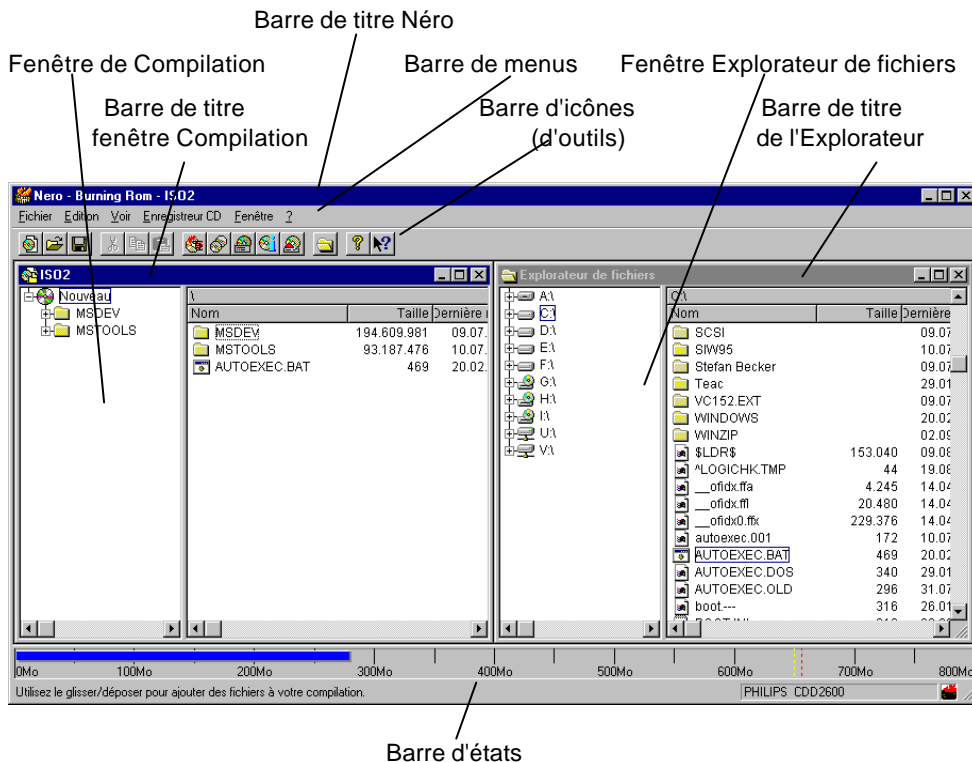 Barre de titre Néro
Fenêtre de Compilation
Barre de menus
Fenêtre Explorateur de fichiers
Barre de titre
fenêtre Compilation
Barre d'icônes
(d'outils)
Barre de titre
de l'Explorateur
Nero - Burning Rom - ISO2
Fichier Edition Voir Enregistreur CD Fenêtre ?
ISO2
Nouveau
MSDEV
MSTOOLS
\
Nom Taille Dernière
MSDEV 194.609.981 09.07.
MSTOOLS 93.187.476 10.07.
AUTOEXEC.BAT 469 20.02.
Explorateur de fichiers
A:\
C:\
D:\
E:\
F:\
G:\
H:\
I:\
U:\
V:\
C:\
Nom Taille Dernière
SCSI 09.07
SIW95 10.07
Stefan Becker 09.07
Teac 29.01
VC152.EXT 09.07
WINDOWS 20.02
WINZIP 02.09
$LDR$ 153.040 09.08
^LOGICHK.TMP 44 19.08
__ofidx.ffa 4.245 14.04
__ofidx.ffl 20.480 14.04
__ofidx0.ffx 229.376 14.04
autoexec.001 172 10.07
AUTOEXEC.BAT 469 20.02
AUTOEXEC.DOS 340 29.01
AUTOEXEC.OLD 296 31.07
boot.--- 316 26.01
0Mo 100Mo 200Mo 300Mo 400Mo 500Mo 600Mo 700Mo 800Mo
Utilisez le glisser/déposer pour ajouter des fichiers à votre compilation.
PHILIPS CDD2600
Barre d'états